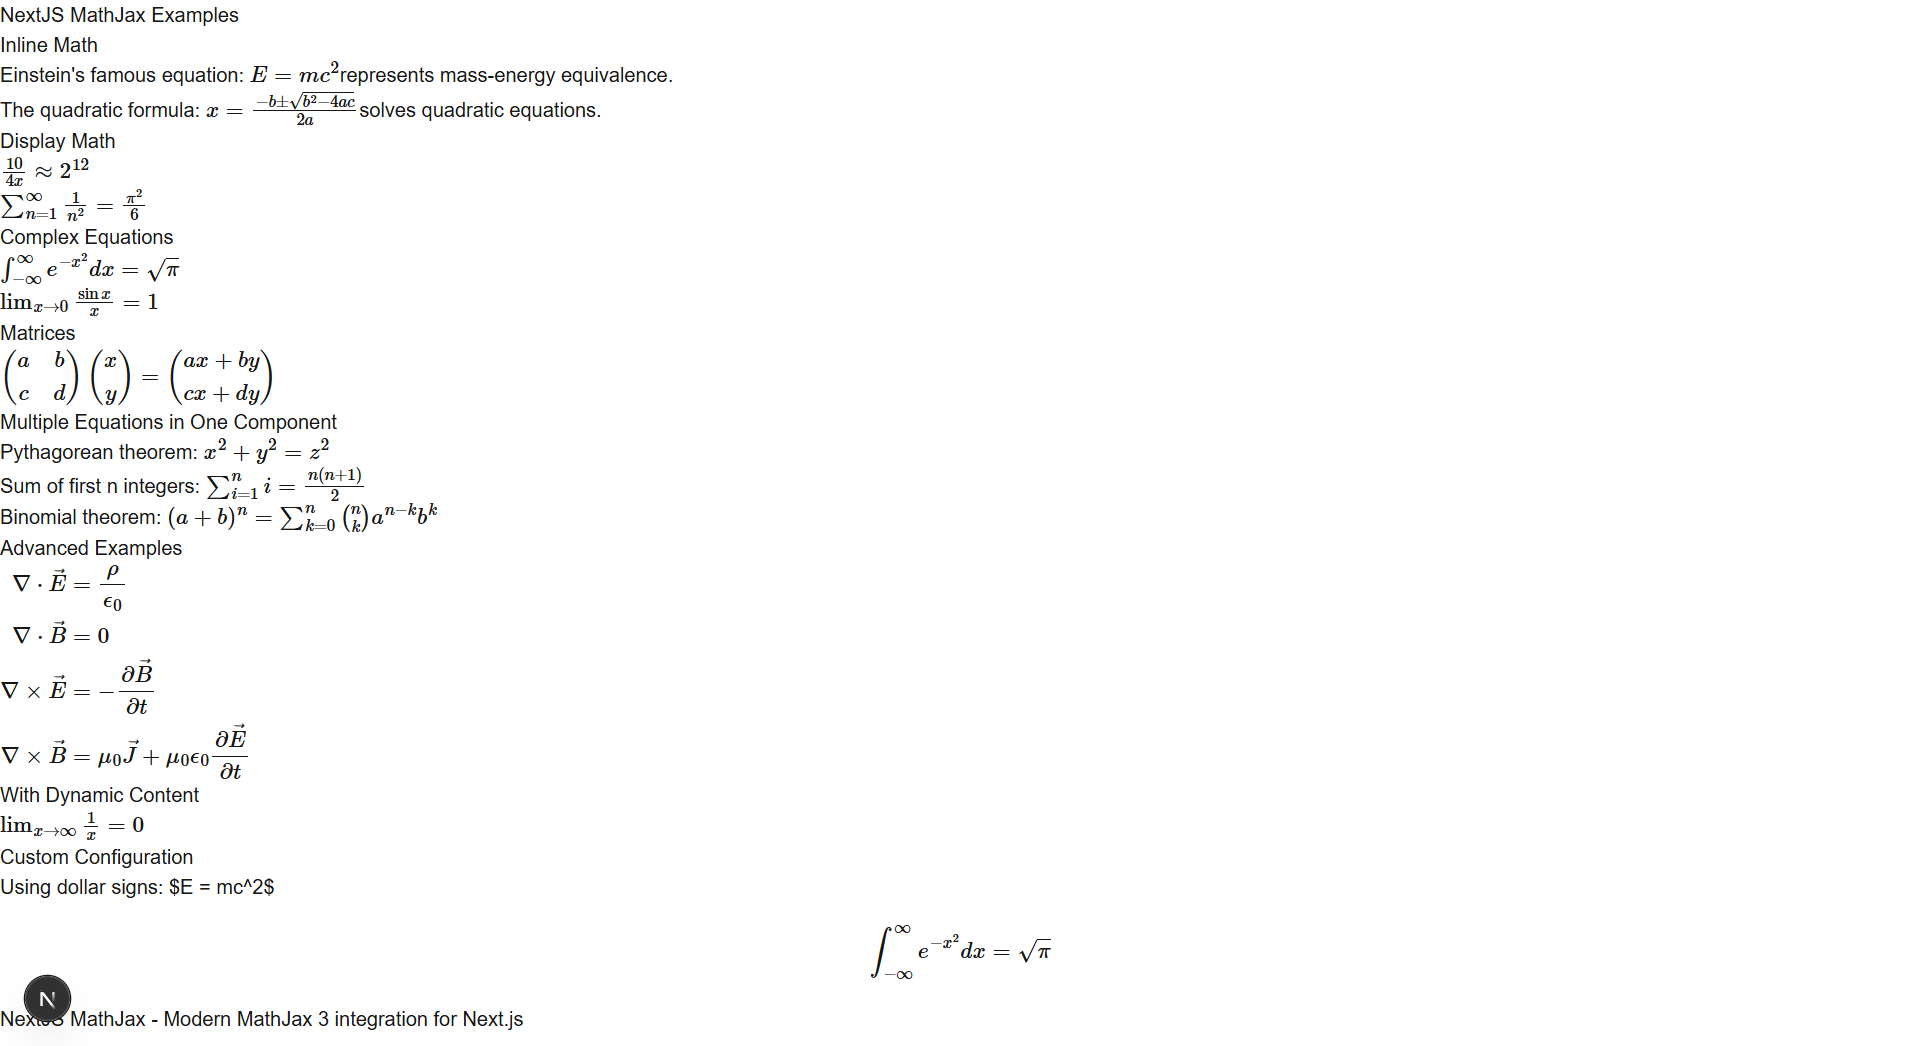 NextJS MathJax Examples
Inline Math
Einstein's famous equation: $E = mc^2$represents mass-energy equivalence.
The quadratic formula: $x = \frac{-b \pm \sqrt{b^2-4ac}}{2a}$ solves quadratic equations.
Display Math
$\frac{10}{4x} \approx 2^{12}$
$\sum_{n=1}^{\infty} \frac{1}{n^2} = \frac{\pi^2}{6}$
Complex Equations
$\int_{-\infty}^{\infty} e^{-x^2} dx = \sqrt{\pi}$
$\lim_{x \to 0} \frac{\sin x}{x} = 1$
Matrices
$\begin{pmatrix} a & b \\ c & d \end{pmatrix} \begin{pmatrix} x \\ y \end{pmatrix} = \begin{pmatrix} ax + by \\ cx + dy \end{pmatrix}$
Multiple Equations in One Component
Pythagorean theorem: $x^2 + y^2 = z^2$
Sum of first n integers: $\sum_{i=1}^{n} i = \frac{n(n+1)}{2}$
Binomial theorem: $(a + b)^n = \sum_{k=0}^{n} \binom{n}{k} a^{n-k} b^k$
Advanced Examples
$\nabla \cdot \vec{E} = \frac{\rho}{\epsilon_0}$
$\nabla \cdot \vec{B} = 0$
$\nabla \times \vec{E} = -\frac{\partial \vec{B}}{\partial t}$
$\nabla \times \vec{B} = \mu_0 \vec{J} + \mu_0 \epsilon_0 \frac{\partial \vec{E}}{\partial t}$
With Dynamic Content
$\lim_{x \to \infty} \frac{1}{x} = 0$
Custom Configuration
Using dollar signs: $E = mc^2$
$\int_{-\infty}^{\infty} e^{-x^2} dx = \sqrt{\pi}$
N
NextJS MathJax - Modern MathJax 3 integration for Next.js